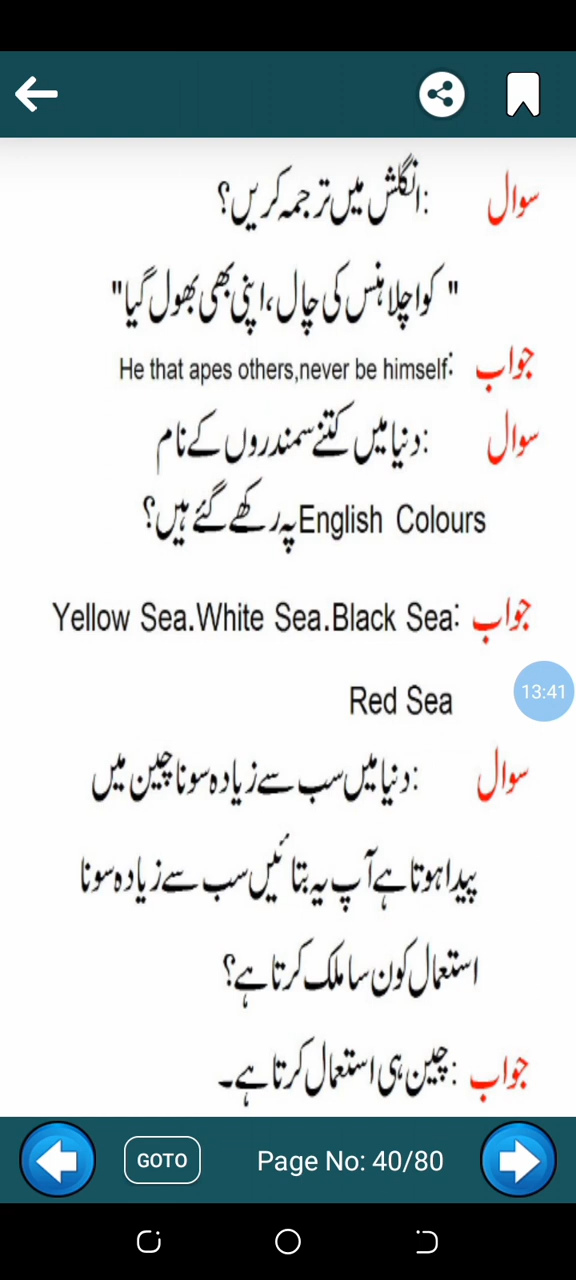 سوال :انگلش میں ترجمہ کریں؟
"کوا چلا ہنس کی چال، اپنی بھی بھول گیا"
جواب :He that apes others,never be himself
سوال :دنیا میں کتنے سمندروں کے نام
English Colours پہ رکھے گئے ہیں؟
جواب :Yellow Sea.White Sea.Black Sea
Red Sea
13:41
سوال :دنیا میں سب سے زیادہ سونا چین میں
پیدا ہوتا ہے آپ یہ بتائیں سب سے زیادہ سونا
استعمال کون سا ملک کرتا ہے؟
جواب :چین ہی استعمال کرتا ہے۔
GOTO Page No: 40/80